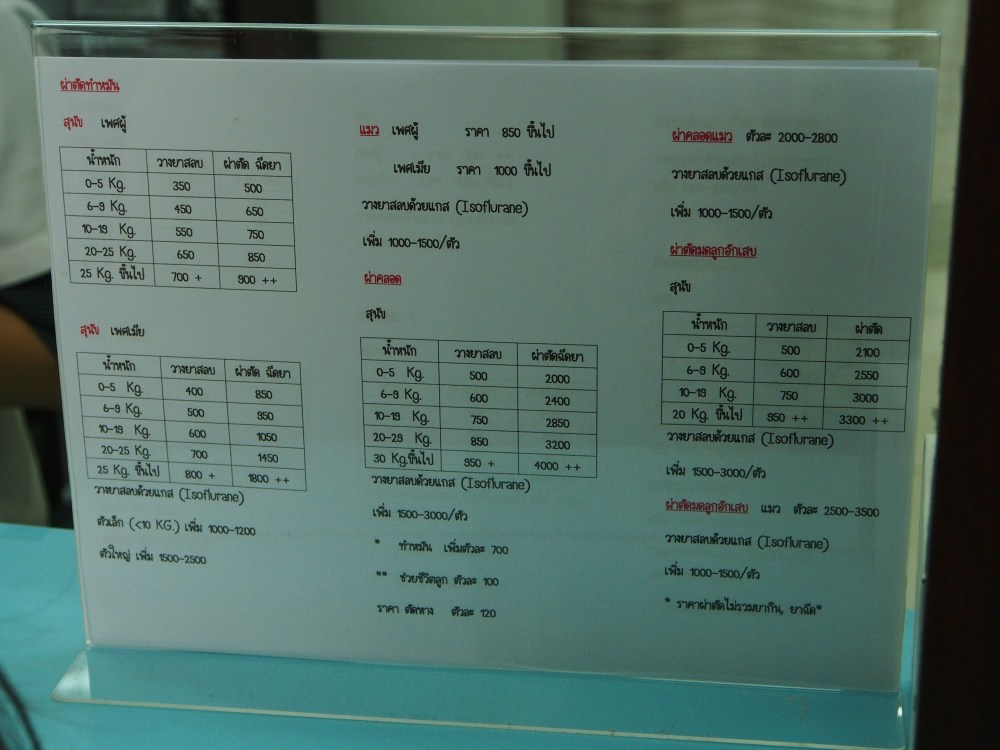 ผ่าตัดทำหมัน
สุนัข เพศผู้
น้ำหนัก วางยาสลบ ผ่าตัด ฉีดยา
0-5 Kg. 350 500
6-9 Kg. 450 650
10-19 Kg. 550 750
20-25 Kg. 650 850
25 Kg. ขึ้นไป 700 + 900 ++
สุนัข เพศเมีย
น้ำหนัก วางยาสลบ ผ่าตัด ฉีดยา
0-5 Kg. 400 850
6-9 Kg. 500 950
10-19 Kg. 600 1050
20-25 Kg. 700 1450
25 Kg. ขึ้นไป 800 + 1800 ++
วางยาสลบด้วยแกส (Isoflurane)
ตัวเล็ก (<10 KG.) เพิ่ม 1000-1200
ตัวใหญ่ เพิ่ม 1500-2500
แมว เพศผู้ ราคา 850 ขึ้นไป
เพศเมีย ราคา 1000 ขึ้นไป
วางยาสลบด้วยแกส (Isoflurane)
เพิ่ม 1000-1500/ตัว
ผ่าคลอด
สุนัข
น้ำหนัก วางยาสลบ ผ่าตัดฉีดยา
0-5 Kg. 500 2000
6-9 Kg. 600 2400
10-19 Kg. 750 2850
20-29 Kg. 850 3200
30 Kg.ขึ้นไป 950 + 4000 ++
วางยาสลบด้วยแกส (Isoflurane)
เพิ่ม 1500-3000/ตัว
* ทำหมัน เพิ่มตัวละ 700
** ช่วยชีวิตลูก ตัวละ 100
ราคา ตัดหาง ตัวละ 120
ผ่าคลอดแมว ตัวละ 2000-2800
วางยาสลบด้วยแกส (Isoflurane)
เพิ่ม 1000-1500/ตัว
ผ่าตัดมดลูกอักเสบ
สุนัข
น้ำหนัก วางยาสลบ ผ่าตัด
0-5 Kg. 500 2100
6-9 Kg. 600 2550
10-19 Kg. 750 3000
20 Kg. ขึ้นไป 950 ++ 3300 ++
วางยาสลบด้วยแกส (Isoflurane)
เพิ่ม 1500-3000/ตัว
ผ่าตัดมดลูกอักเสบ แมว ตัวละ 2500-3500
วางยาสลบด้วยแกส (Isoflurane)
เพิ่ม 1000-1500/ตัว
* ราคาผ่าตัดไม่รวมยากิน, ยาฉีด*